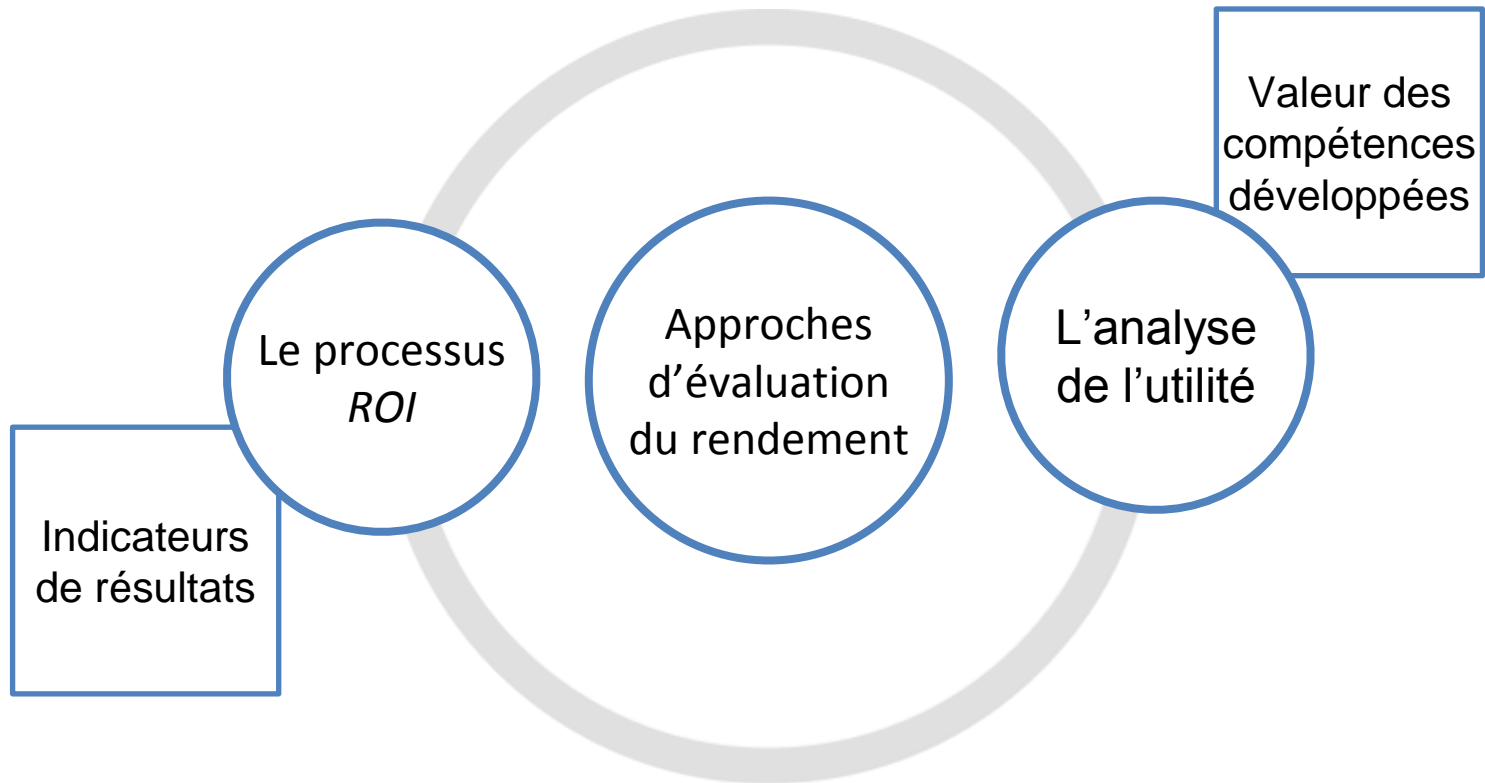 Indicateurs
de résultats
Le processus
ROI
Approches
d’évaluation
du rendement
L’analyse
de l’utilité
Valeur des
compétences
développées